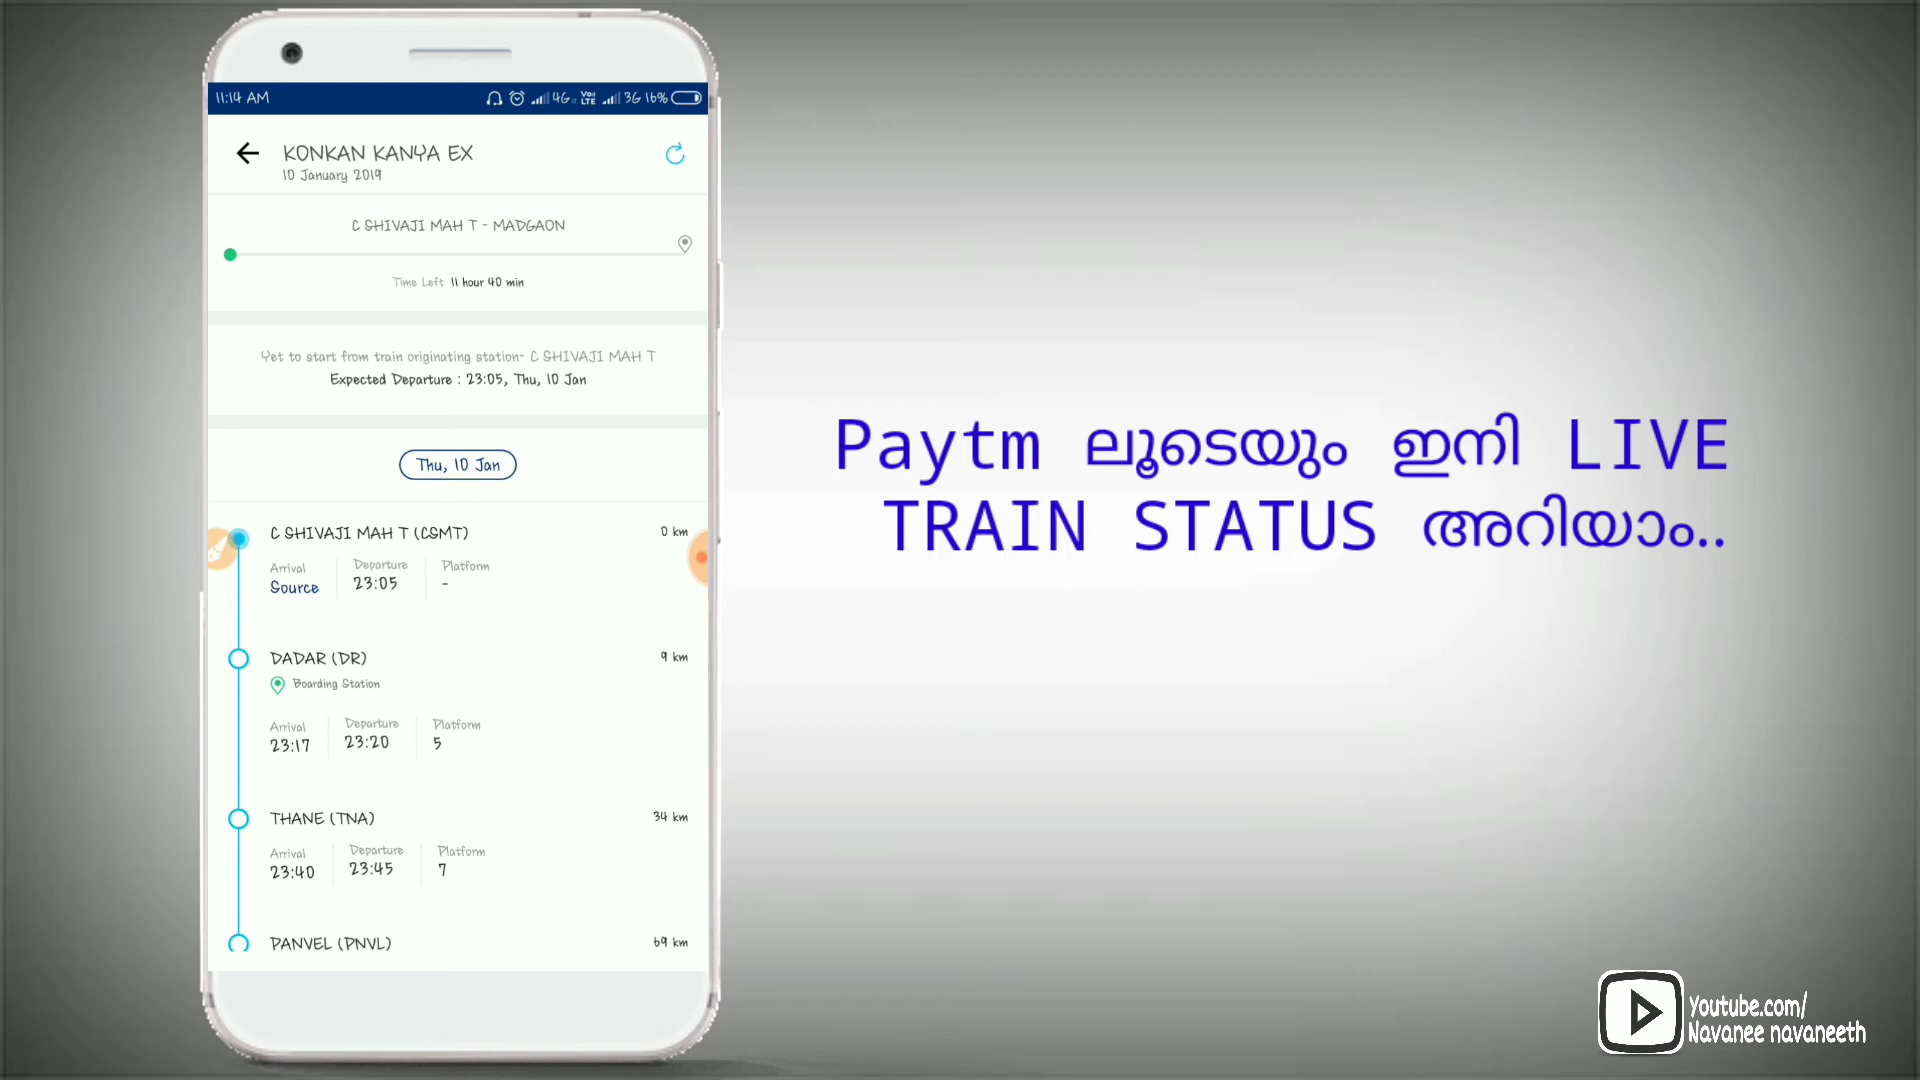 11:14 AM 4G VoLTE 3G 16%
KONKAN KANYA EX
10 January 2019
C SHIVAJI MAH T - MADGAON
Time Left 11 hour 40 min
Yet to start from train originating station- C SHIVAJI MAH T
Expected Departure : 23:05, Thu, 10 Jan
Thu, 10 Jan
C SHIVAJI MAH T (CSMT) 0 km
Arrival Departure Platform
Source 23:05 -
DADAR (DR) 9 km
Boarding Station
Arrival Departure Platform
23:17 23:20 5
THANE (TNA) 34 km
Arrival Departure Platform
23:40 23:45 7
PANVEL (PNVL) 69 km
Paytm ലൂടെയും ഇനി LIVE
TRAIN STATUS അറിയാം..
Youtube.com/
Navanee navaneeth